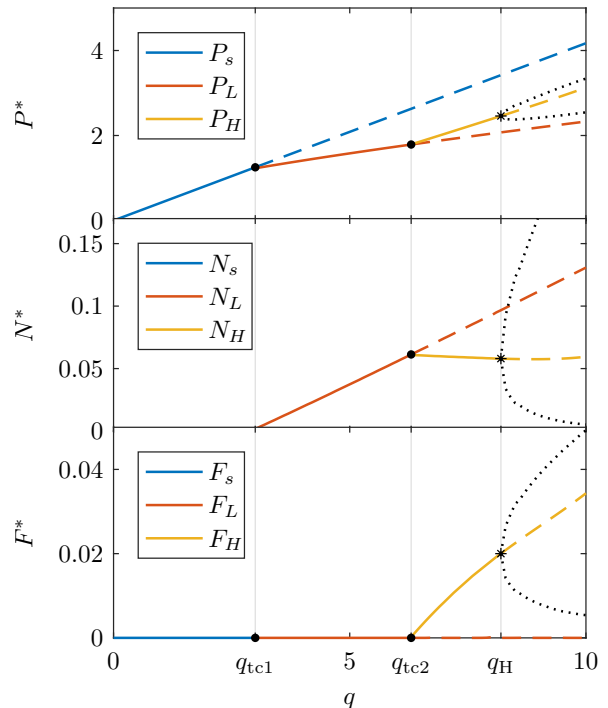 4
2
0
P*
P_s
P_L
P_H
0.15
0.1
0.05
0
N*
N_s
N_L
N_H
0.04
0.02
0
F*
F_s
F_L
F_H
0 q_tc1 5 q_tc2 q_H 10
q